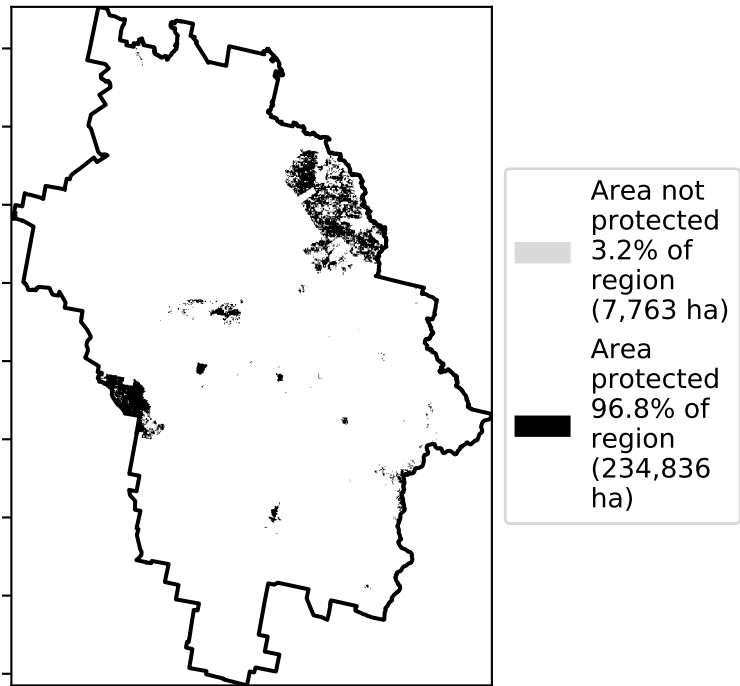 Area not
protected
3.2% of
region
(7,763 ha)
Area
protected
96.8% of
region
(234,836
ha)